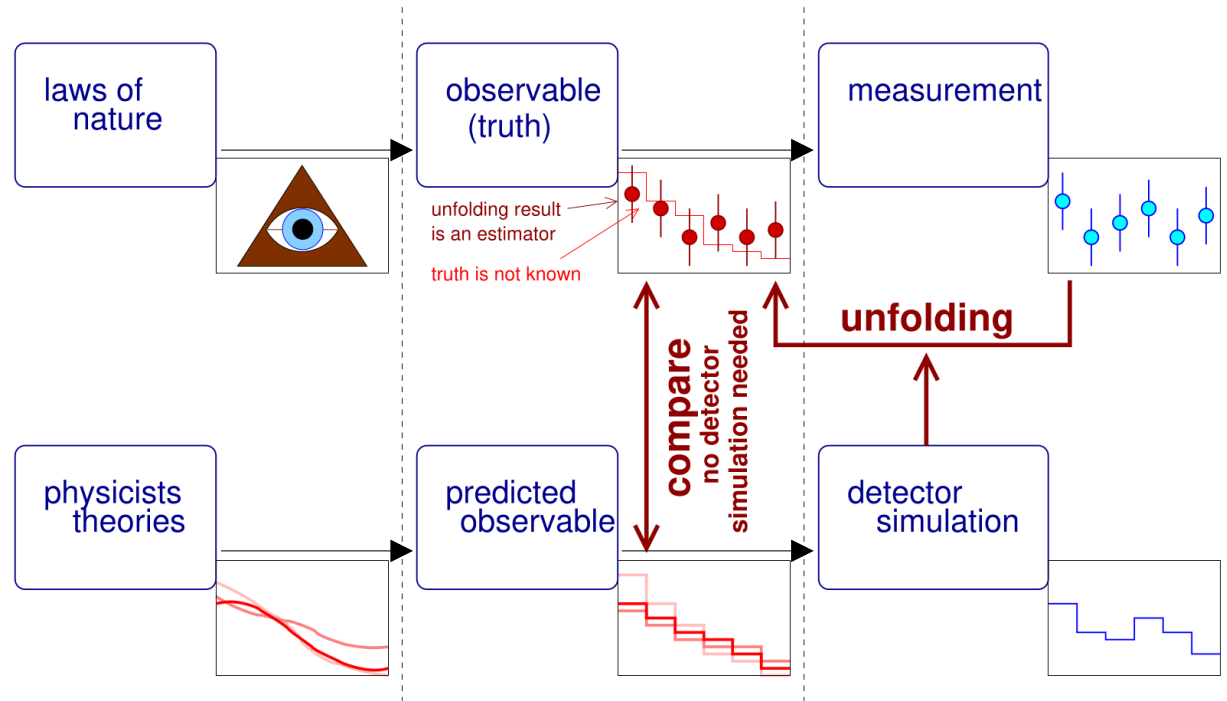 laws of
nature
observable
(truth)
measurement
unfolding result
is an estimator
truth is not known
unfolding
compare
no detector
simulation needed
physicists
theories
predicted
observable
detector
simulation